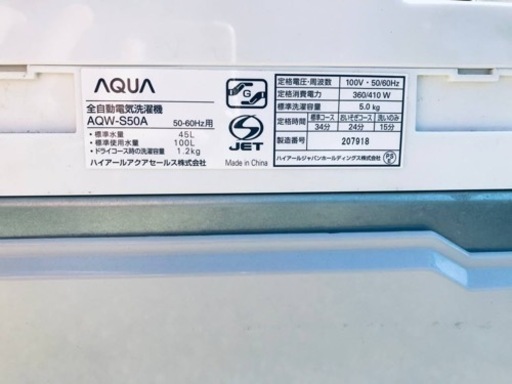 AQUA
全自動電気洗濯機
AQW-S50A 50-60Hz用
・標準水量 45L
・標準使用水量 100L
・ドライコース時の洗濯容量 1.2kg
ハイアールアクアセールス株式会社
G
S
JET
Made in China
定格電圧・周波数 100V・50/60Hz
定格消費電力 360/410 W
標準洗濯容量 5.0 kg
定格時間 標準コース おいそぎコース 洗いのみ
34分 24分 15分
製造番号 207918
ハイアールジャパンホールディングス株式会社
PS
E